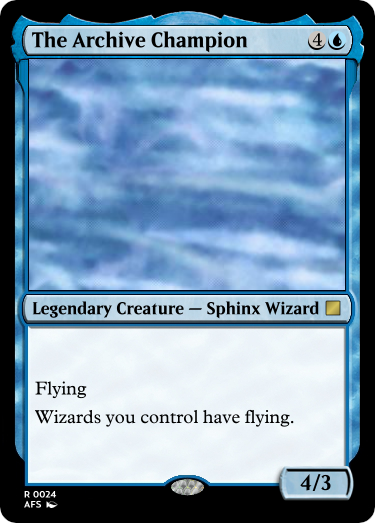 The Archive Champion 4
Legendary Creature — Sphinx Wizard
Flying
Wizards you control have flying.
4/3
R 0024
AFS